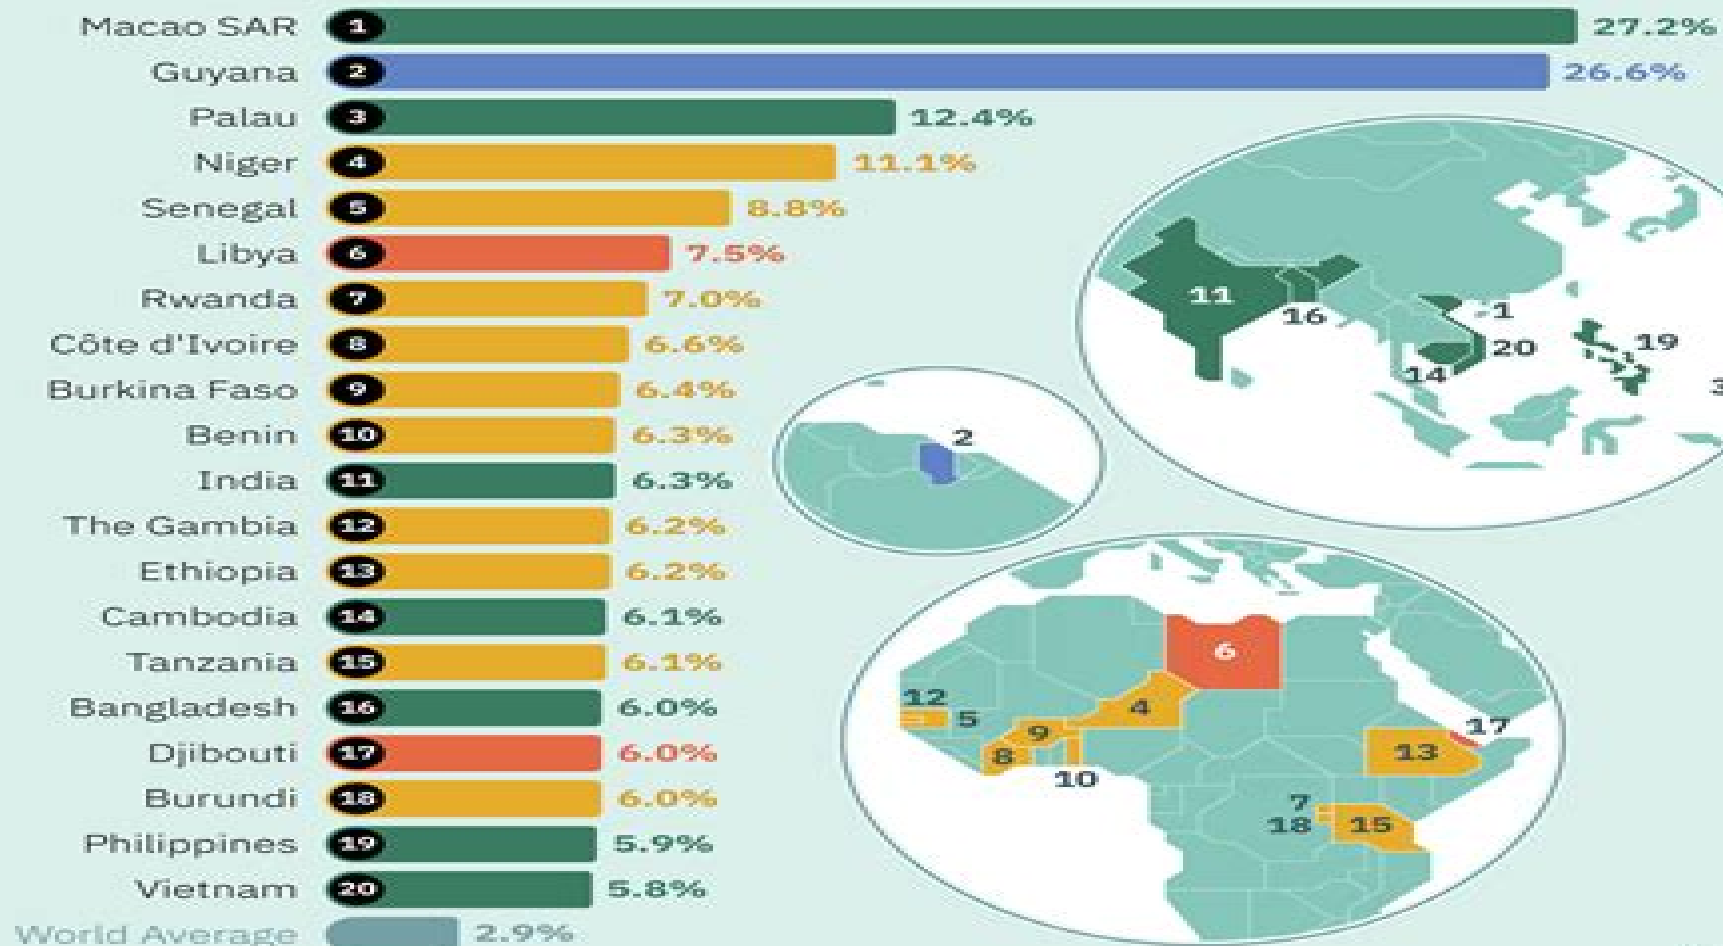 Macao SAR 1 27.2%
Guyana 2 26.6%
Palau 3 12.4%
Niger 4 11.1%
Senegal 5 8.8%
Libya 6 7.5%
Rwanda 7 7.0%
Côte d'Ivoire 8 6.6%
Burkina Faso 9 6.4%
Benin 10 6.3%
India 11 6.3%
The Gambia 12 6.2%
Ethiopia 13 6.2%
Cambodia 14 6.1%
Tanzania 15 6.1%
Bangladesh 16 6.0%
Djibouti 17 6.0%
Burundi 18 6.0%
Philippines 19 5.9%
Vietnam 20 5.8%
World Average 2.9%
11
16
1
20
19
14
3
2
6
12
5
4
9
8
10
17
13
7
18
15